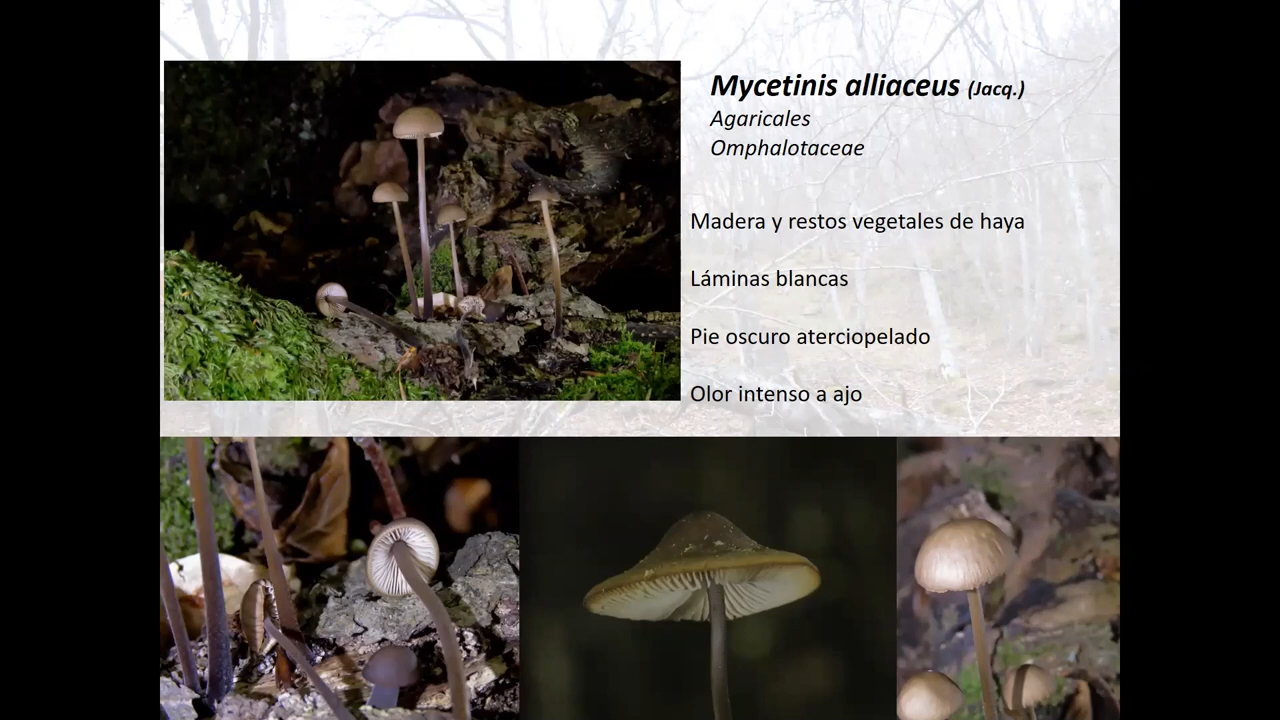 Mycetinis alliaceus (Jacq.)
Agaricales
Omphalotaceae
Madera y restos vegetales de haya
Láminas blancas
Pie oscuro aterciopelado
Olor intenso a ajo